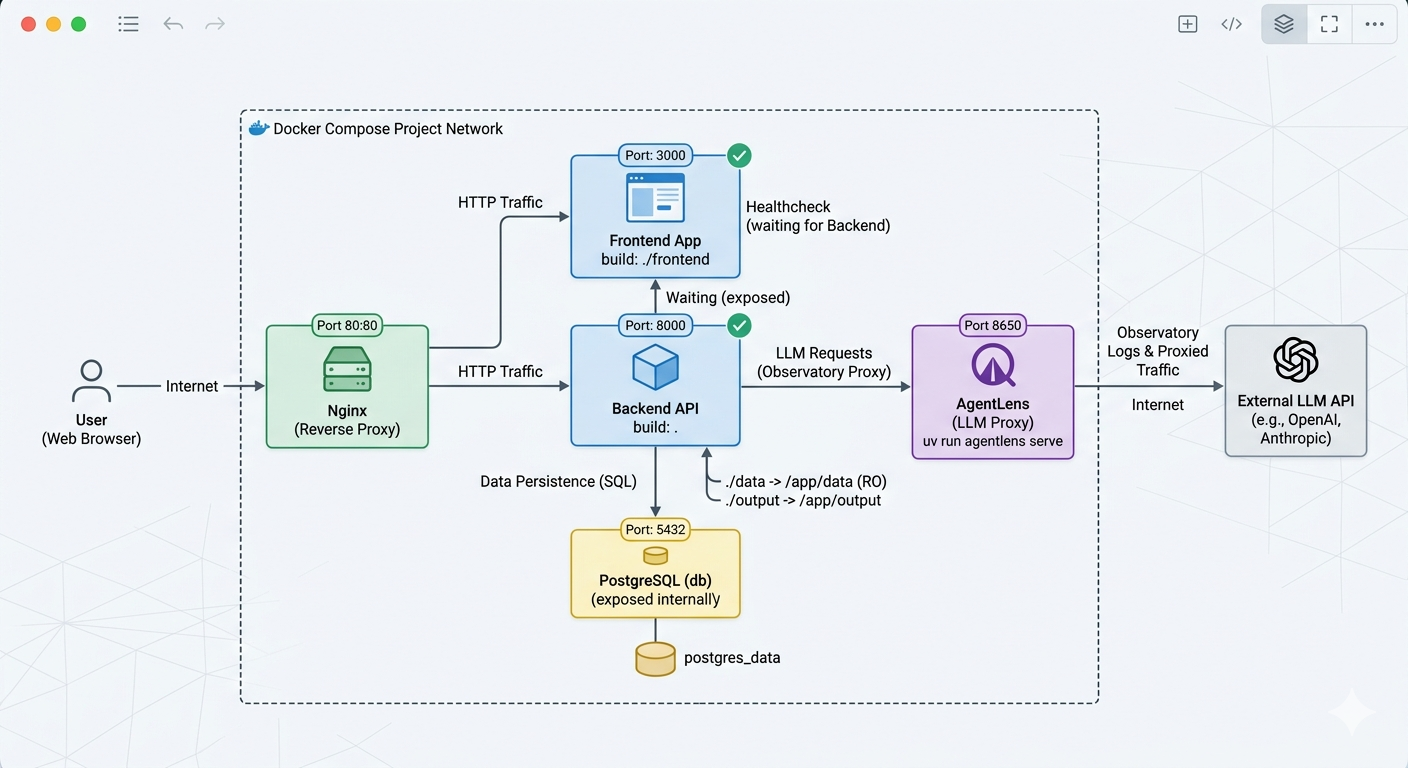 Docker Compose Project Network
Port: 3000
HTTP Traffic
Healthcheck
(waiting for Backend)
Frontend App
build: ./frontend
Waiting (exposed)
Port 80:80
Port: 8000
Port 8650
Internet
User
(Web Browser)
Nginx
(Reverse Proxy)
HTTP Traffic
Backend API
build: .
LLM Requests
(Observatory Proxy)
AgentLens
(LLM Proxy)
uv run agentlens serve
Observatory
Logs & Proxied
Traffic
Internet
External LLM API
(e.g., OpenAI,
Anthropic)
Data Persistence (SQL)
./data -> /app/data (RO)
./output -> /app/output
Port: 5432
PostgreSQL (db)
(exposed internally
postgres_data